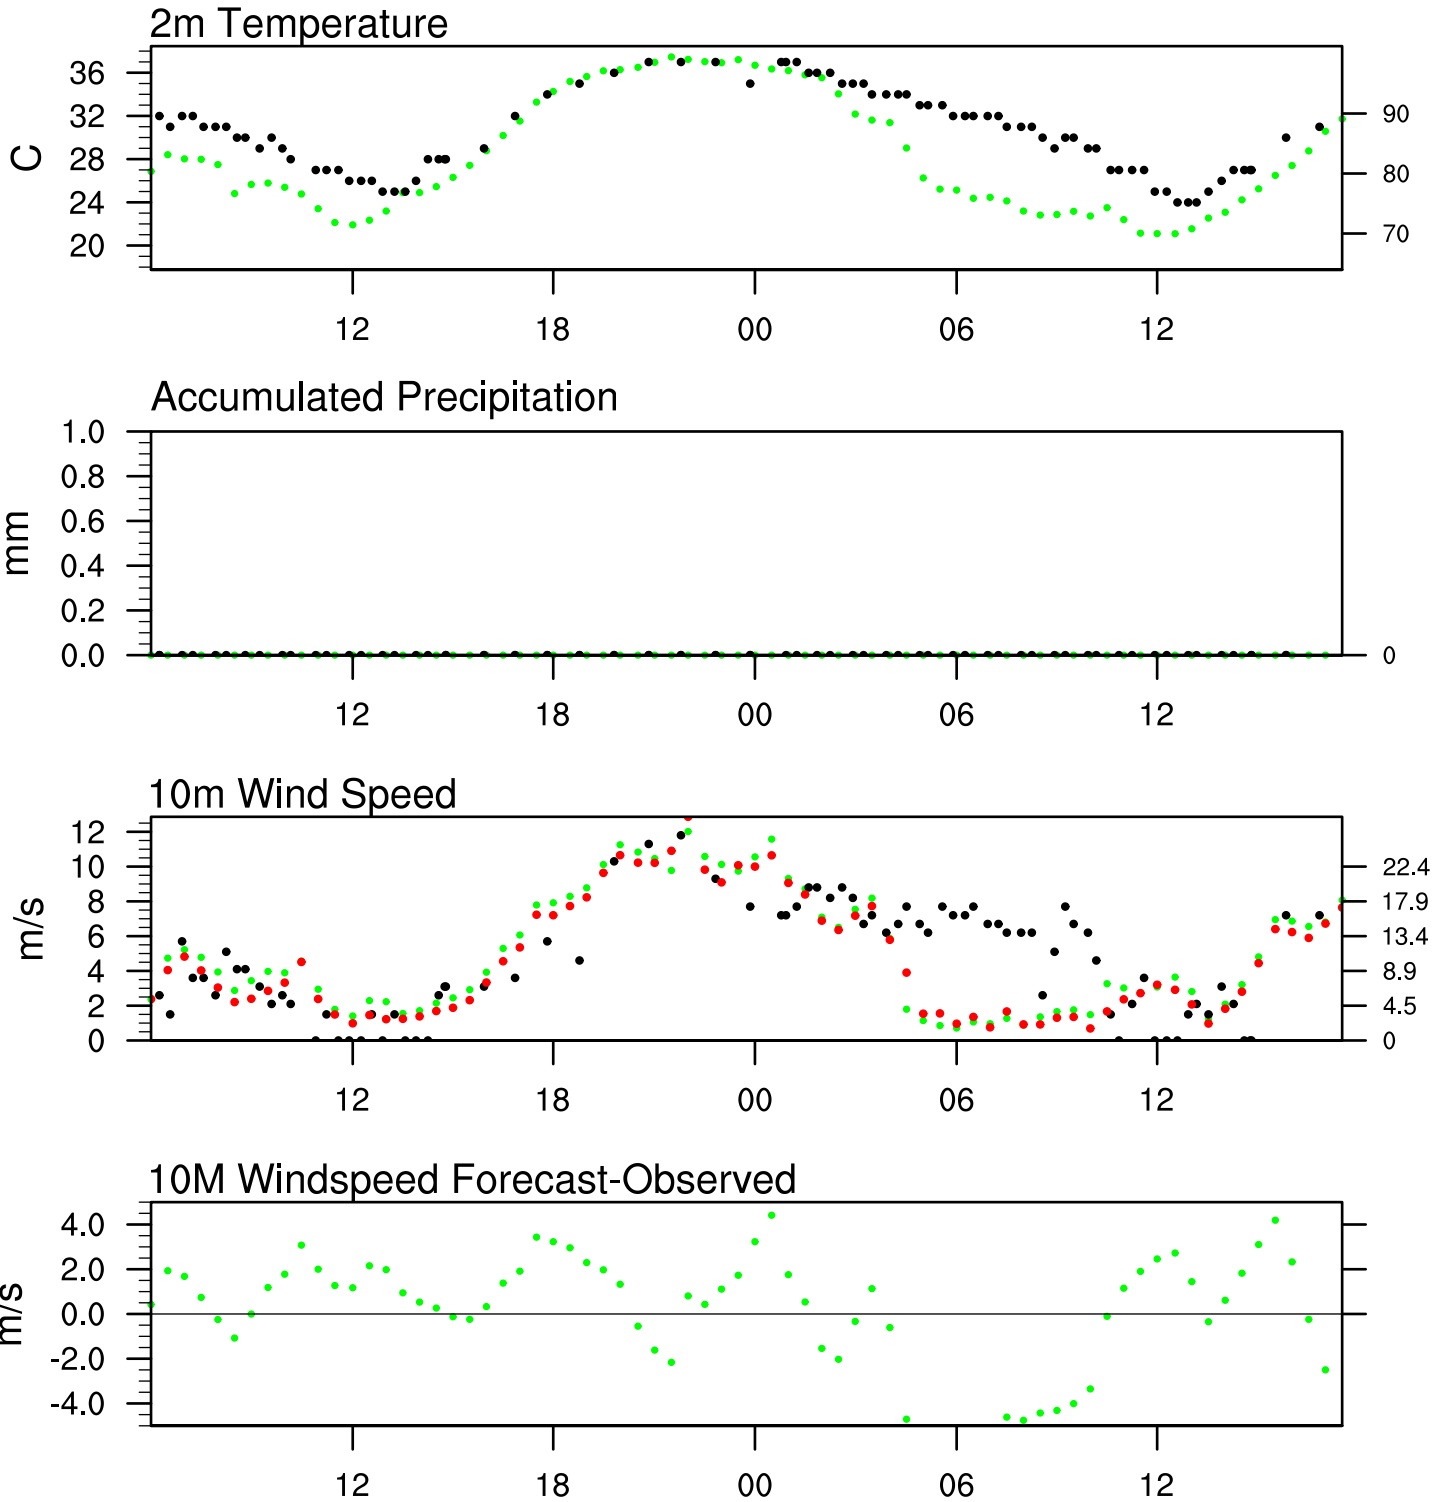 2m Temperature
36
32
28
24
20
C
90
80
70
12 18 00 06 12
Accumulated Precipitation
1.0
0.8
0.6
0.4
0.2
0.0
mm
0
12 18 00 06 12
10m Wind Speed
12
10
8
6
4
2
0
m/s
22.4
17.9
13.4
8.9
4.5
0
12 18 00 06 12
10M Windspeed Forecast-Observed
4.0
2.0
0.0
-2.0
-4.0
m/s
12 18 00 06 12